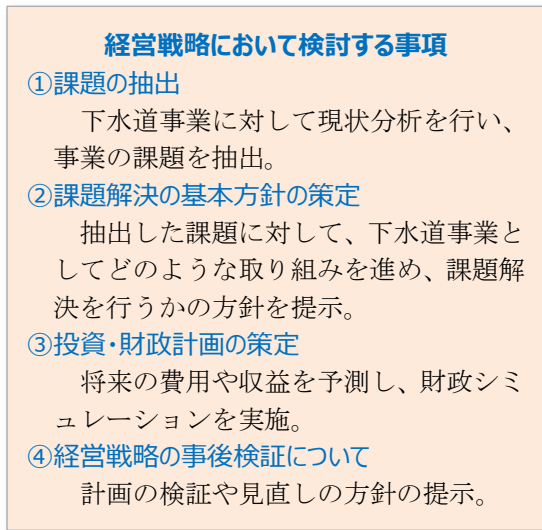 経営戦略において検討する事項
①課題の抽出
下水道事業に対して現状分析を行い、
事業の課題を抽出。
②課題解決の基本方針の策定
抽出した課題に対して、下水道事業と
してどのような取り組みを進め、課題解
決を行うかの方針を提示。
③投資・財政計画の策定
将来の費用や収益を予測し、財政シミ
ュレーションを実施。
④経営戦略の事後検証について
計画の検証や見直しの方針の提示。